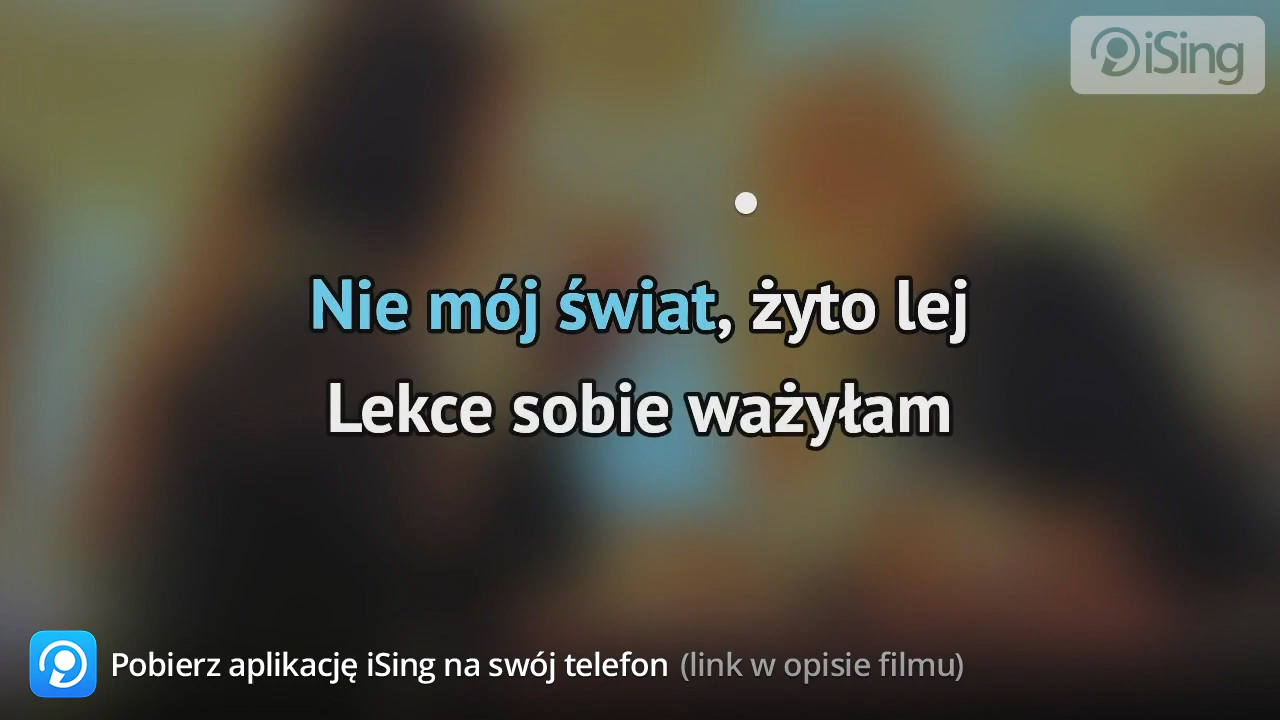 iSing
Nie mój świat, żyto lej
Lekce sobie ważyłam
Pobierz aplikację iSing na swój telefon (link w opisie filmu)